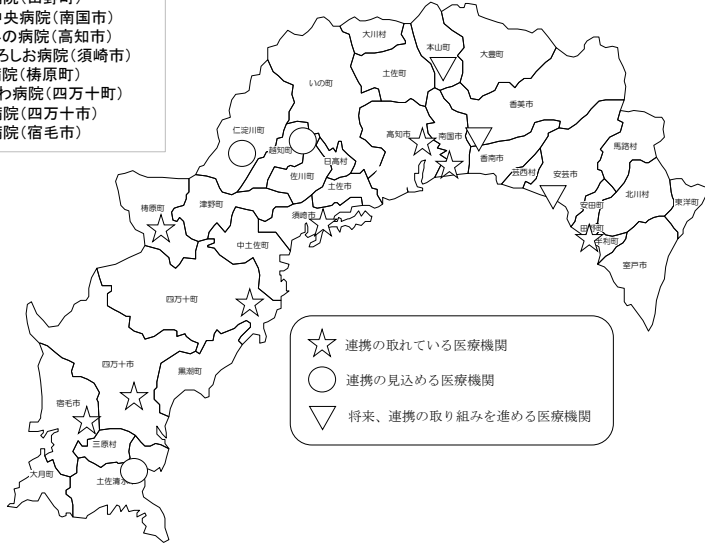 病院(田野町)
中央病院(南国市)
みの病院(高知市)
ろしお病院(須崎市)
病院(梼原町)
わ病院(四万十町)
病院(四万十市)
病院(宿毛市)
大川村
本山町
大豊町
土佐町
いの町
香美市
高知市
南国市
仁淀川町
越知町
日高村
佐川町
土佐市
香南市
芸西村
安芸市
馬路村
北川村
東洋町
安田町
田野町
奈半利町
室戸市
梼原町
津野町
須崎市
中土佐町
四万十町
四万十市
黒潮町
宿毛市
三原村
大月町
土佐清水
連携の取れている医療機関
連携の見込める医療機関
将来、連携の取り組みを進める医療機関